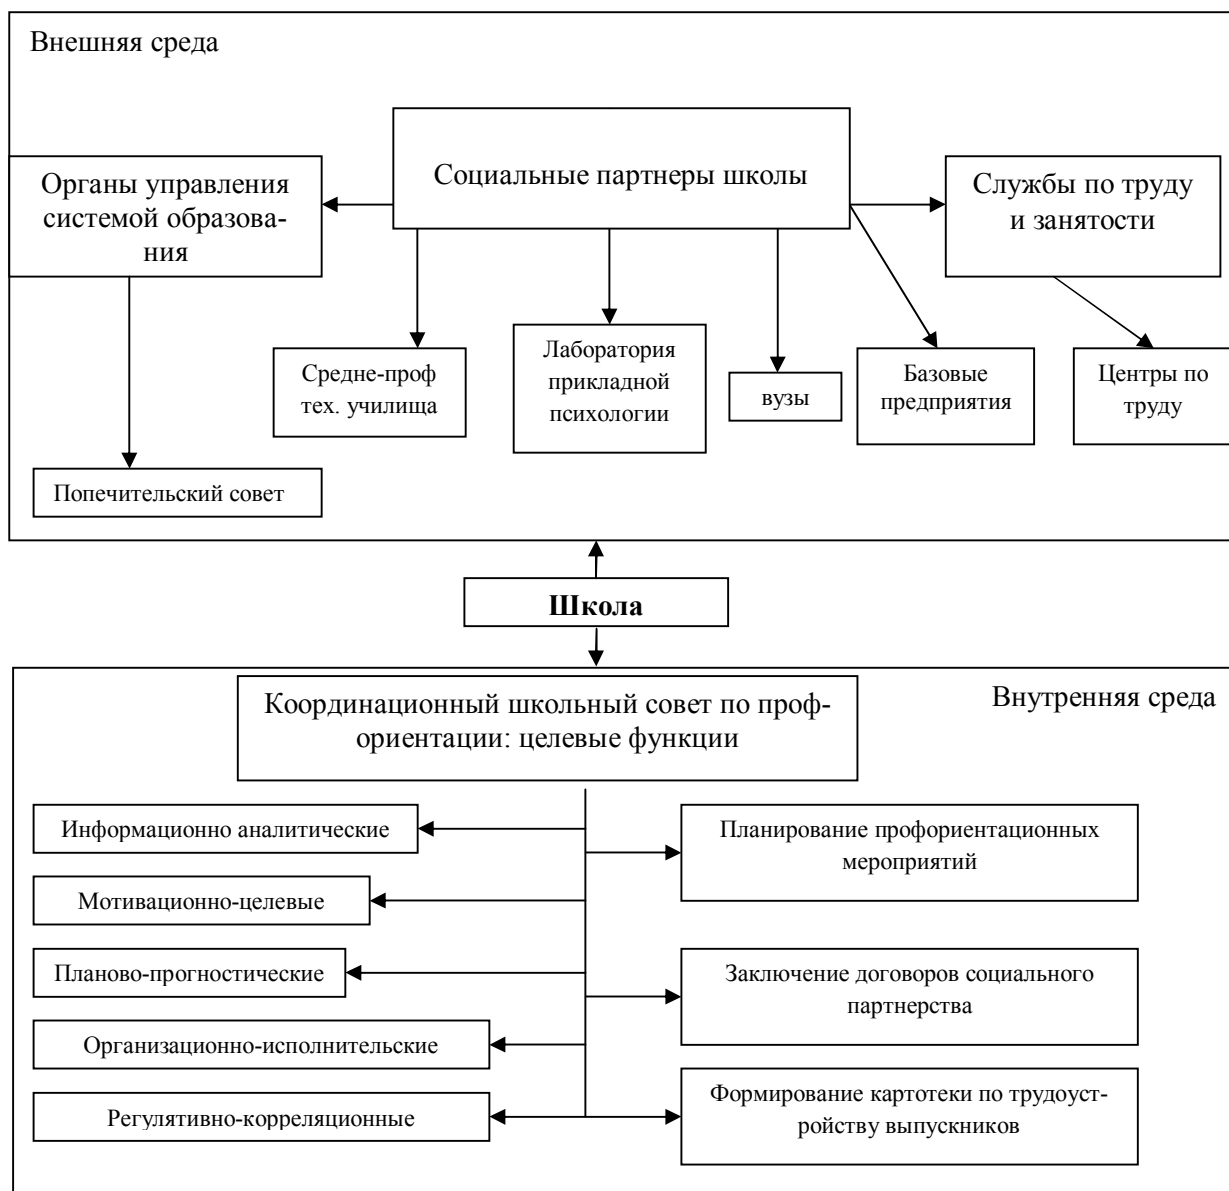 Внешняя среда
Социальные партнеры школы
Органы управления
системой образова-
ния
Службы по труду
и занятости
Средне-проф
тех. училища
Лаборатория
прикладной
психологии
вузы
Базовые
предприятия
Центры по
труду
Попечительский совет
Школа
Внутренняя среда
Координационный школьный совет по проф-
ориентации: целевые функции
Информационно аналитические
Мотивационно-целевые
Планово-прогностические
Организационно-исполнительские
Регулятивно-корреляционные
Планирование профориентационных
мероприятий
Заключение договоров социального
партнерства
Формирование картотеки по трудоуст-
ройству выпускников